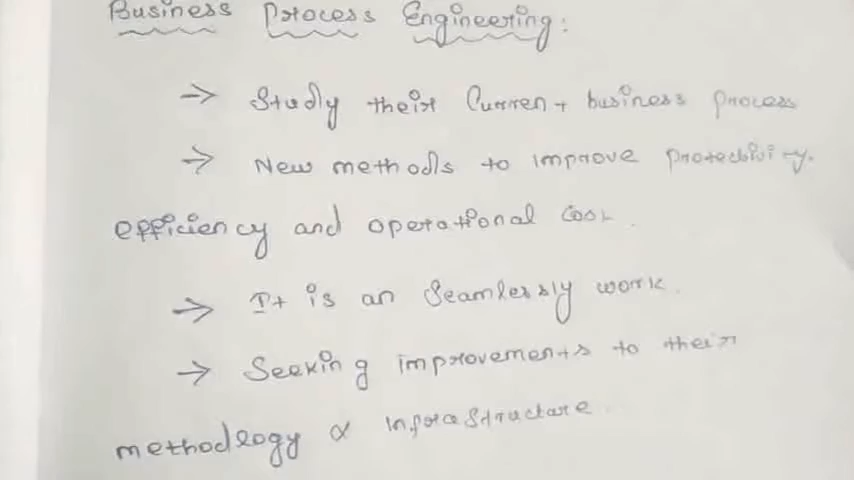 Business Process Engineering:
→ Study their Current business process
→ New methods to improve protectivity.
efficiency and operational cost.
→ It is an seamlessly work.
→ Seeking improvements to their
methodlogy & infrastructure.